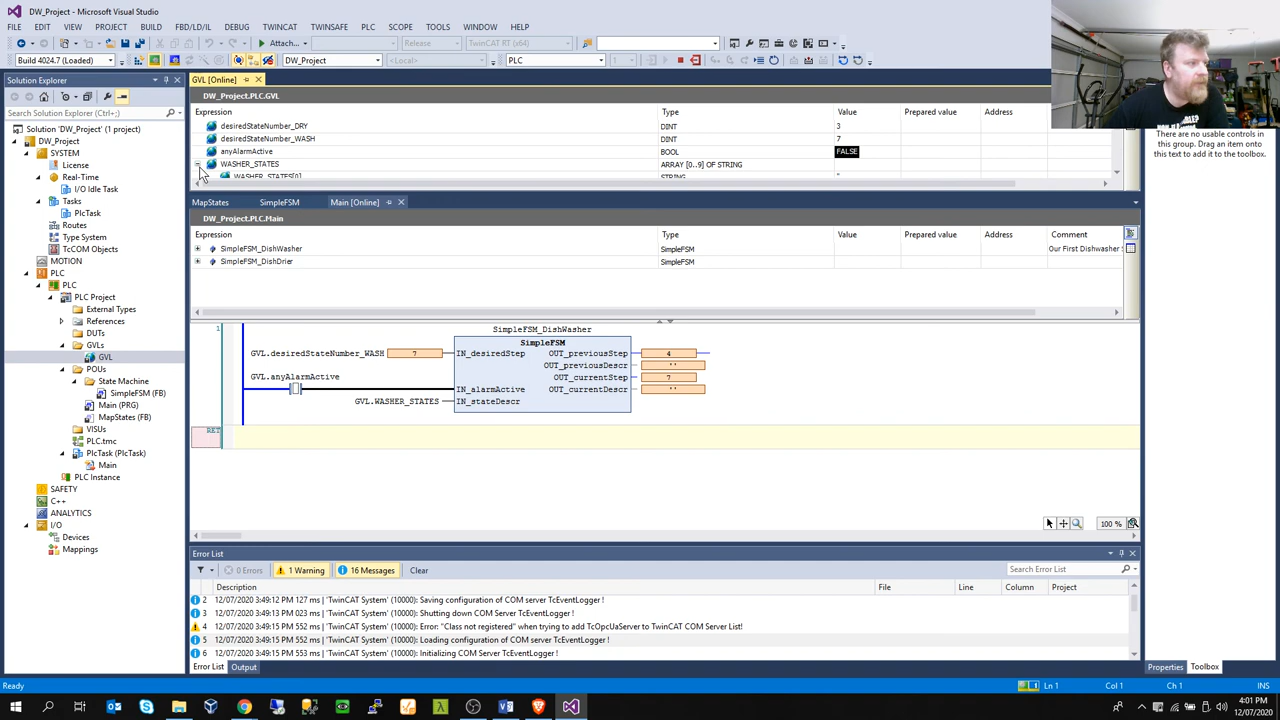 DW_Project - Microsoft Visual Studio
FILE EDIT VIEW PROJECT BUILD FBD/LD/IL DEBUG TWINCAT TWINSAFE PLC SCOPE TOOLS WINDOW HELP
Attach... Release TwinCAT RT (x64)
Build 4024.7 (Loaded) DW_Project <Local> PLC
Solution Explorer
Search Solution Explorer (Ctrl+;)
Solution 'DW_Project' (1 project)
DW_Project
SYSTEM
License
Real-Time
I/O Idle Task
Tasks
PlcTask
Routes
Type System
TcCOM Objects
MOTION
PLC
PLC
PLC Project
External Types
References
DUTs
GVLs
GVL
POUs
State Machine
SimpleFSM (FB)
Main (PRG)
MapStates (FB)
VISUs
PLC.tmc
PlcTask (PlcTask)
Main
PLC Instance
SAFETY
C++
ANALYTICS
I/O
Devices
Mappings
GVL [Online]
DW_Project.PLC.GVL
Expression Type Value Prepared value Address
desiredStateNumber_DRY DINT 3
desiredStateNumber_WASH DINT 7
anyAlarmActive BOOL FALSE
WASHER_STATES ARRAY [0..9] OF STRING
WASHER_STATES[0] STRING ''
MapStates SimpleFSM Main [Online]
DW_Project.PLC.Main
Expression Type Value Prepared value Address Comment
SimpleFSM_DishWasher SimpleFSM Our First Dishwasher
SimpleFSM_DishDrier SimpleFSM
1
SimpleFSM_DishWasher
SimpleFSM
GVL.desiredStateNumber_WASH 7 IN_desiredStep OUT_previousStep 4
OUT_previousDescr ''
GVL.anyAlarmActive OUT_currentStep 7
IN_alarmActive OUT_currentDescr ''
GVL.WASHER_STATES IN_stateDescr
RET
100 %
Error List
0 Errors 1 Warning 16 Messages Clear
Search Error List
Description File Line Column Project
2 12/07/2020 3:49:12 PM 127 ms | 'TwinCAT System' (10000): Saving configuration of COM server TcEventLogger !
3 12/07/2020 3:49:13 PM 023 ms | 'TwinCAT System' (10000): Shutting down COM Server TcEventLogger !
4 12/07/2020 3:49:15 PM 552 ms | 'TwinCAT System' (10000): Error: "Class not registered" when trying to add TcOpcUaServer to TwinCAT COM Server List!
5 12/07/2020 3:49:15 PM 552 ms | 'TwinCAT System' (10000): Loading configuration of COM server TcEventLogger !
6 12/07/2020 3:49:15 PM 553 ms | 'TwinCAT System' (10000): Initializing COM Server TcEventLogger !
Error List Output
There are no usable controls in
this group. Drag an item onto
this text to add it to the toolbox.
Properties Toolbox
Ready Ln 1 Col 1 Ch 1 INS
4:01 PM
12/07/2020